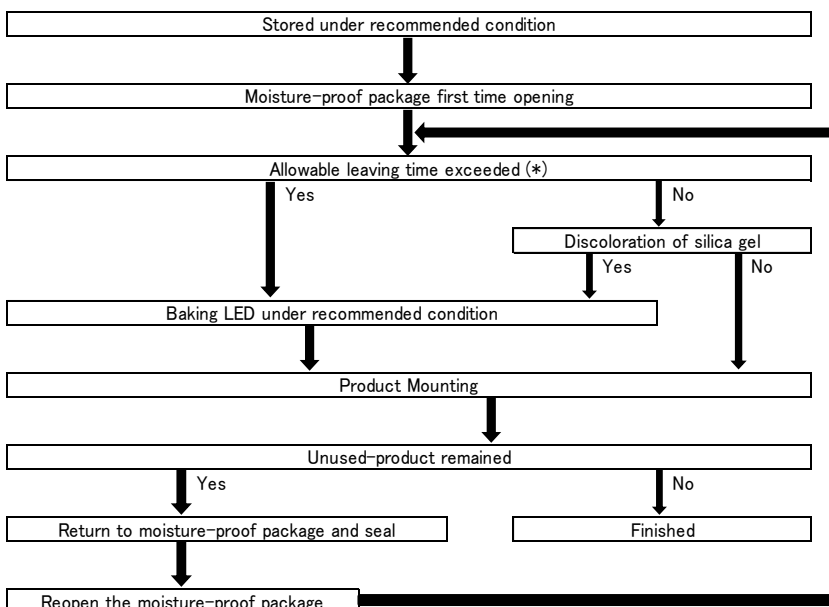 Stored under recommended condition
Moisture-proof package first time opening
Allowable leaving time exceeded (*)
Yes
No
Discoloration of silica gel
Yes
No
Baking LED under recommended condition
Product Mounting
Unused-product remained
Yes
No
Return to moisture-proof package and seal
Finished
Reopen the moisture-proof package